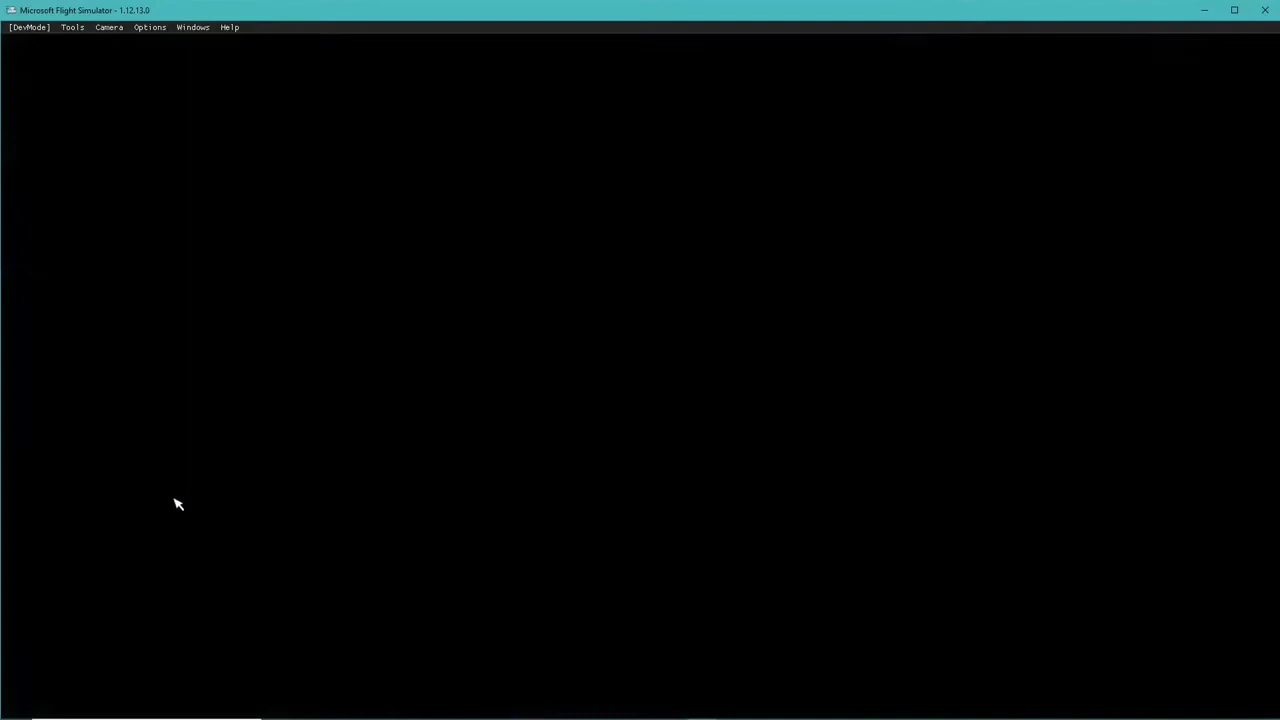 Microsoft Flight Simulator - 1.12.13.0
[DevMode] Tools Camera Options Windows Help